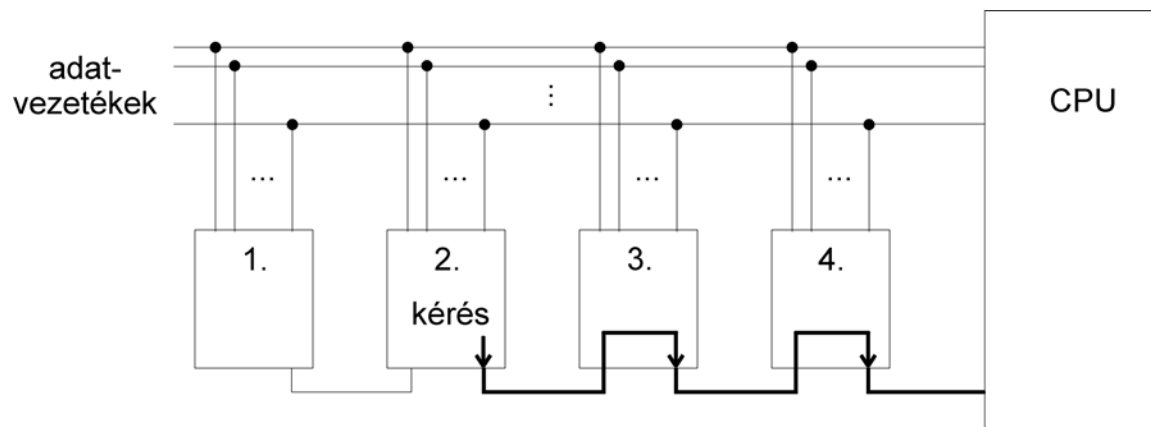 adat-
vezetékek
⋮
CPU
... ... ... ...
1. 2. 3. 4.
kérés